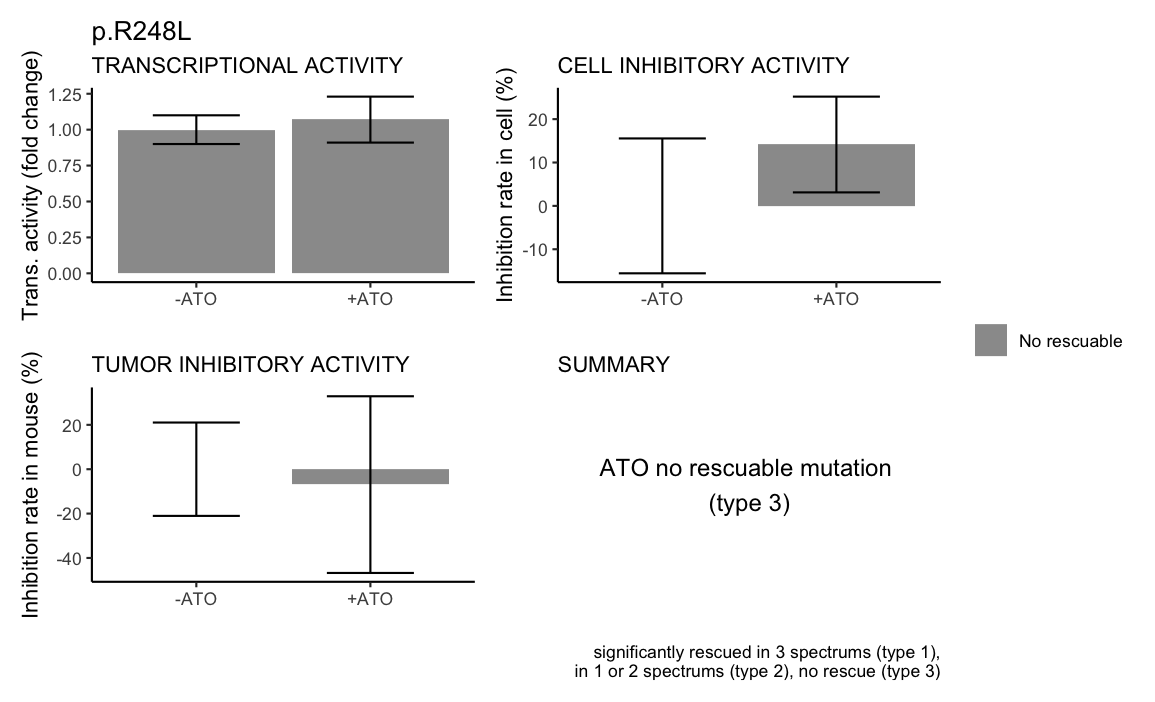 p.R248L
TRANSCRIPTIONAL ACTIVITY
Trans. activity (fold change)
1.25
1.00
0.75
0.50
0.25
0.00
-ATO
+ATO
CELL INHIBITORY ACTIVITY
Inhibition rate in cell (%)
20
10
0
-10
-ATO
+ATO
No rescuable
TUMOR INHIBITORY ACTIVITY
Inhibition rate in mouse (%)
20
0
-20
-40
-ATO
+ATO
SUMMARY
ATO no rescuable mutation
(type 3)
significantly rescued in 3 spectrums (type 1),
in 1 or 2 spectrums (type 2), no rescue (type 3)